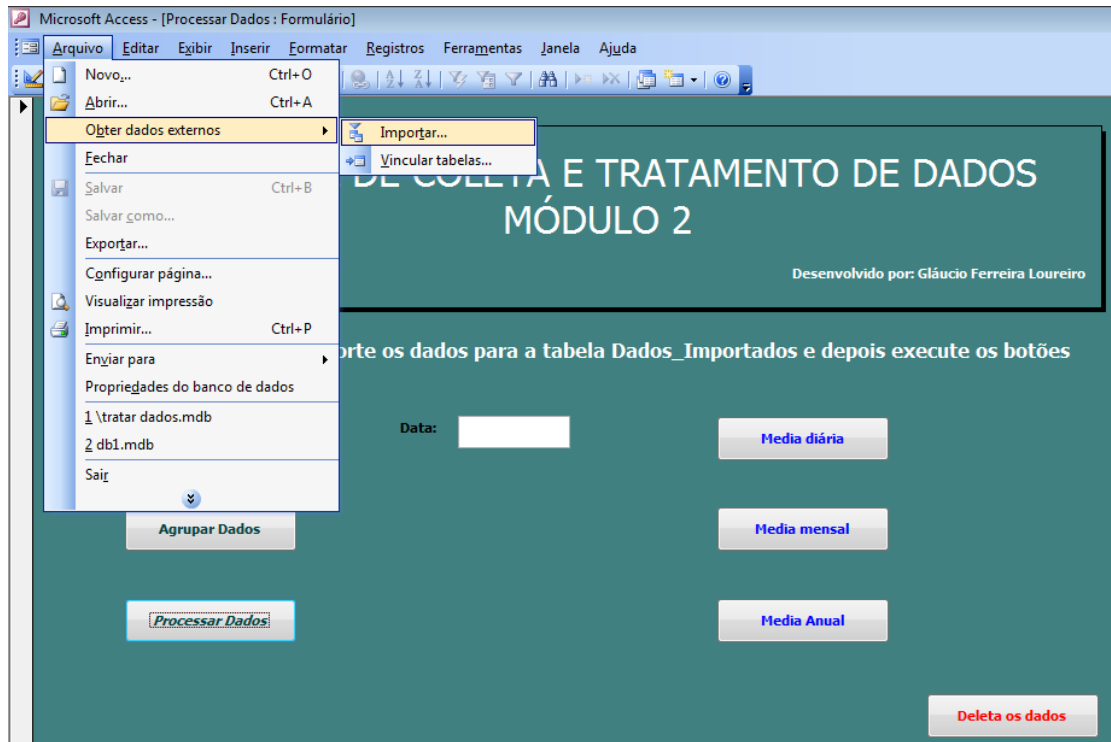 Microsoft Access - [Processar Dados : Formulário]
Arquivo Editar Exibir Inserir Formatar Registros Ferramentas Janela Ajuda
Novo... Ctrl+O
Abrir... Ctrl+A
Obter dados externos
Importar...
Vincular tabelas...
Fechar
Salvar Ctrl+B
Salvar como...
Exportar...
Configurar página...
Visualizar impressão
Imprimir... Ctrl+P
Enviar para
Propriedades do banco de dados
1 \tratar dados.mdb
2 db1.mdb
Sair
DE COLETA E TRATAMENTO DE DADOS
MÓDULO 2
Desenvolvido por: Gláucio Ferreira Loureiro
orte os dados para a tabela Dados_Importados e depois execute os botões
Data:
Media diária
Agrupar Dados
Media mensal
Processar Dados
Media Anual
Deleta os dados